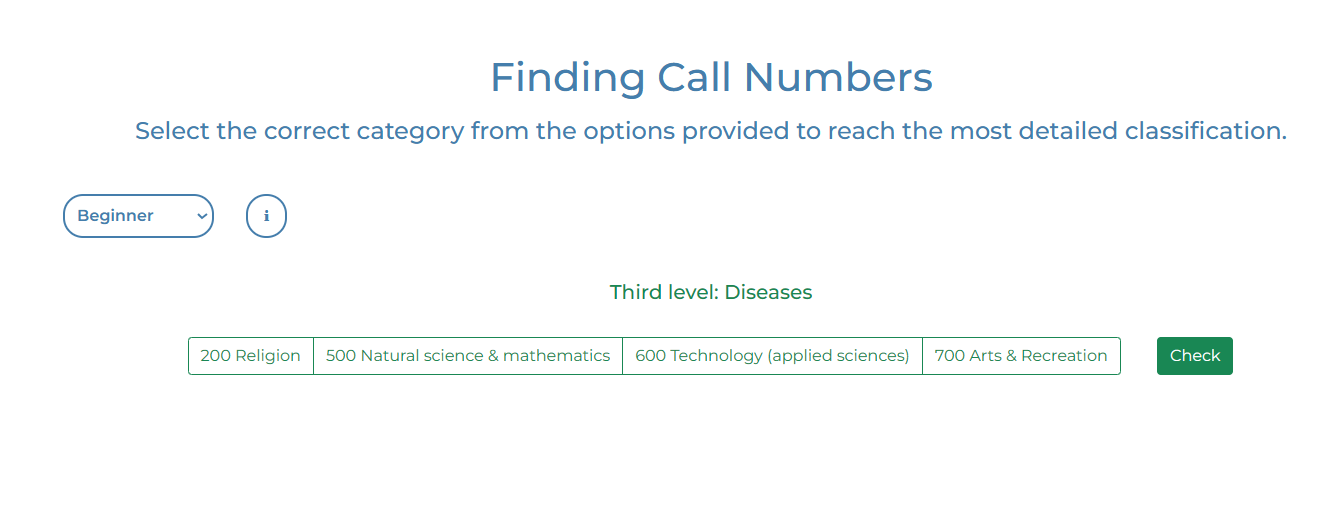 Finding Call Numbers
Select the correct category from the options provided to reach the most detailed classification.
Beginner i
Third level: Diseases
200 Religion 500 Natural science & mathematics 600 Technology (applied sciences) 700 Arts & Recreation Check